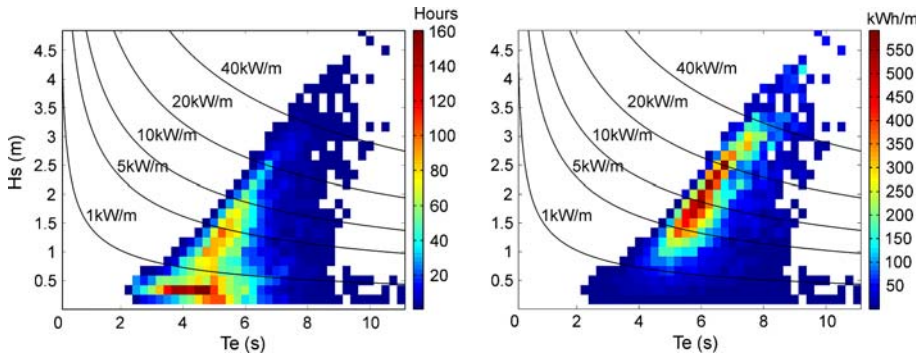 Hours
160
140
120
100
80
60
40
20
4.5
4
3.5
3
2.5
2
1.5
1
0.5
Hs (m)
40kW/m
20kW/m
10kW/m
5kW/m
1kW/m
0 2 4 6 8 10
Te (s)
kWh/m
550
500
450
400
350
300
250
200
150
100
50
0
4.5
4
3.5
3
2.5
2
1.5
1
0.5
40kW/m
20kW/m
10kW/m
5kW/m
1kW/m
0 2 4 6 8 10
Te (s)